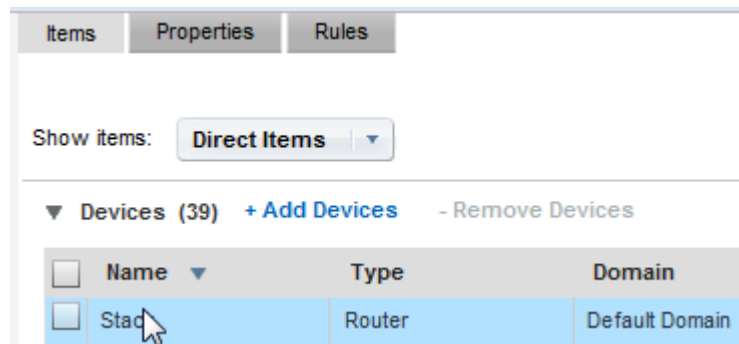 Items Properties Rules
Show items: Direct Items
Devices (39) + Add Devices - Remove Devices
Name Type Domain
Router Default Domain